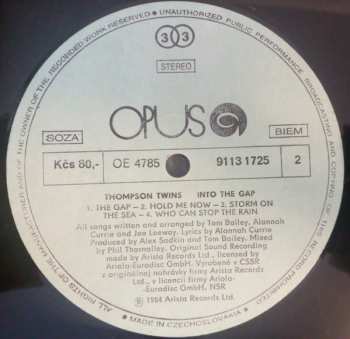 ALL RIGHTS OF THE MANUFACTURER AND OF THE OWNER OF THE RECORDED WORK RESERVED • UNAUTHORIZED PUBLIC PERFORMANCE, BROADCASTING AND COPYING OF THIS RECORD PROHIBITED
33
STEREO
OPUS
SOZA
BIEM
Kčs 80,-
OE 4785
9113 1725
2
THOMPSON TWINS INTO THE GAP
1. THE GAP – 2. HOLD ME NOW – 3. STORM ON
THE SEA – 4. WHO CAN STOP THE RAIN
All songs written and arranged by Tom Bailey, Alannah
Currie and Joe Leeway. Lyrics by Alannah Currie
Produced by Alex Sadkin and Tom Bailey. Mixed
by Phil Thornalley. Original Sound Recording
made by Arista Records Ltd., licensed by
Ariola-Eurodisc GmbH. Vyrobené v ČSSR
z originálnej nahrávky firmy Arista Records
Ltd., v licencii firmy Ariola-
Eurodisc GmbH. NSR
℗ 1984 Arista Records Ltd.
• MADE IN CZECHOSLOVAKIA •